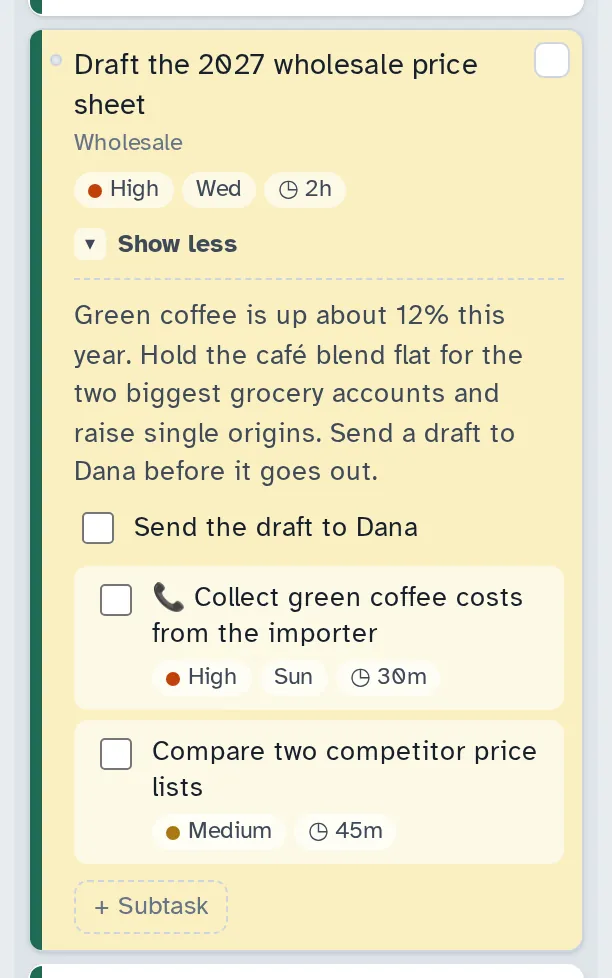 Draft the 2027 wholesale price
sheet
Wholesale
High Wed 2h
▼ Show less
Green coffee is up about 12% this
year. Hold the café blend flat for the
two biggest grocery accounts and
raise single origins. Send a draft to
Dana before it goes out.
Send the draft to Dana
📞 Collect green coffee costs
from the importer
High Sun 30m
Compare two competitor price
lists
Medium 45m
+ Subtask